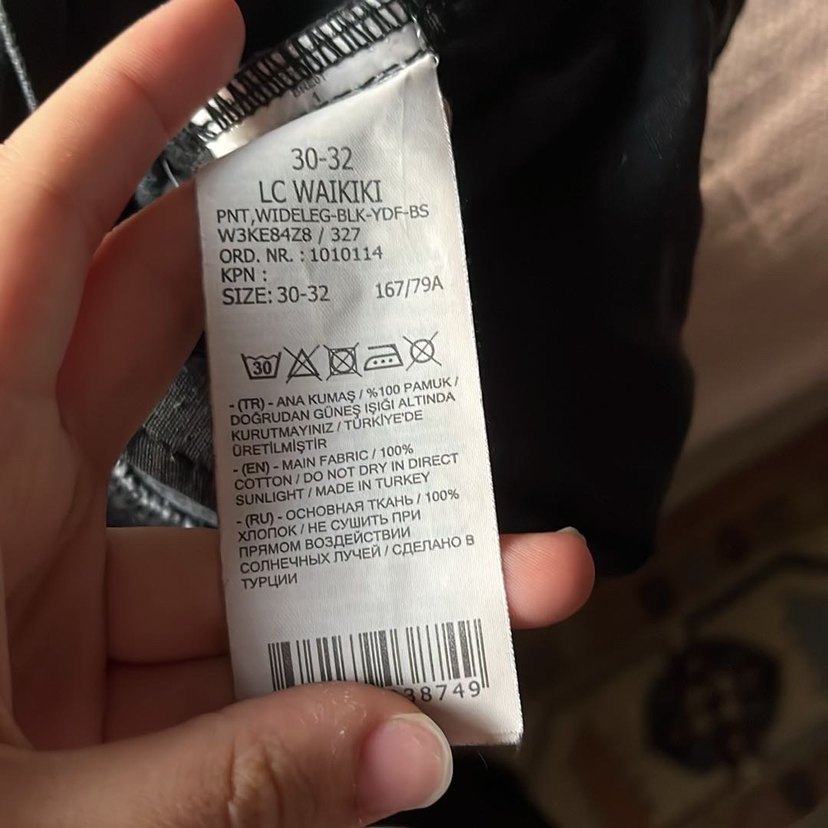 30-32
LC WAIKIKI
PNT,WIDELEG-BLK-YDF-BS
W3KE84Z8 / 327
ORD. NR. : 1010114
KPN :
SIZE: 30-32 167/79A
30
- (TR) - ANA KUMAŞ / %100 PAMUK /
DOĞRUDAN GÜNEŞ IŞIĞI ALTINDA
KURUTMAYINIZ / TÜRKİYE'DE
ÜRETİLMİŞTİR
- (EN) - MAIN FABRIC / 100%
COTTON / DO NOT DRY IN DIRECT
SUNLIGHT / MADE IN TURKEY
- (RU) - ОСНОВНАЯ ТКАНЬ / 100%
ХЛОПОК / НЕ СУШИТЬ ПРИ
ПРЯМОМ ВОЗДЕЙСТВИИ
СОЛНЕЧНЫХ ЛУЧЕЙ / СДЕЛАНО В
ТУРЦИИ
38749